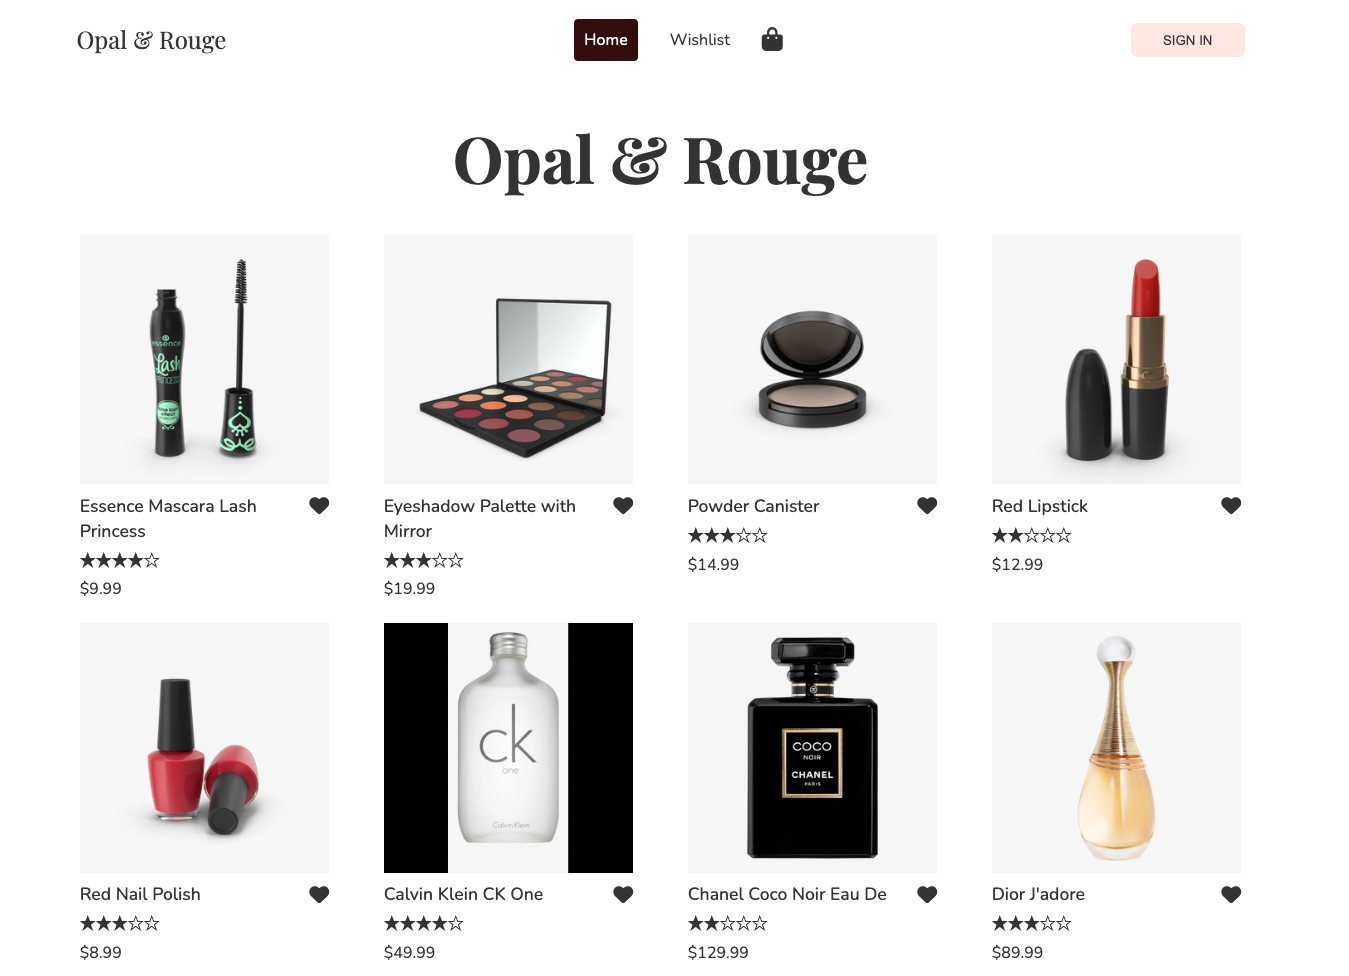 Opal & Rouge
Home
Wishlist
SIGN IN
Opal & Rouge
essence
Lash
PRINCESS
Essence Mascara Lash
Princess
★★★★☆
$9.99
Eyeshadow Palette with
Mirror
★★★☆☆
$19.99
Powder Canister
★★★☆☆
$14.99
Red Lipstick
★★☆☆☆
$12.99
ck
one
Calvin Klein
COCO
NOIR
CHANEL
PARIS
Red Nail Polish
★★★☆☆
$8.99
Calvin Klein CK One
★★★★☆
$49.99
Chanel Coco Noir Eau De
★★☆☆☆
$129.99
Dior J'adore
★★★☆☆
$89.99